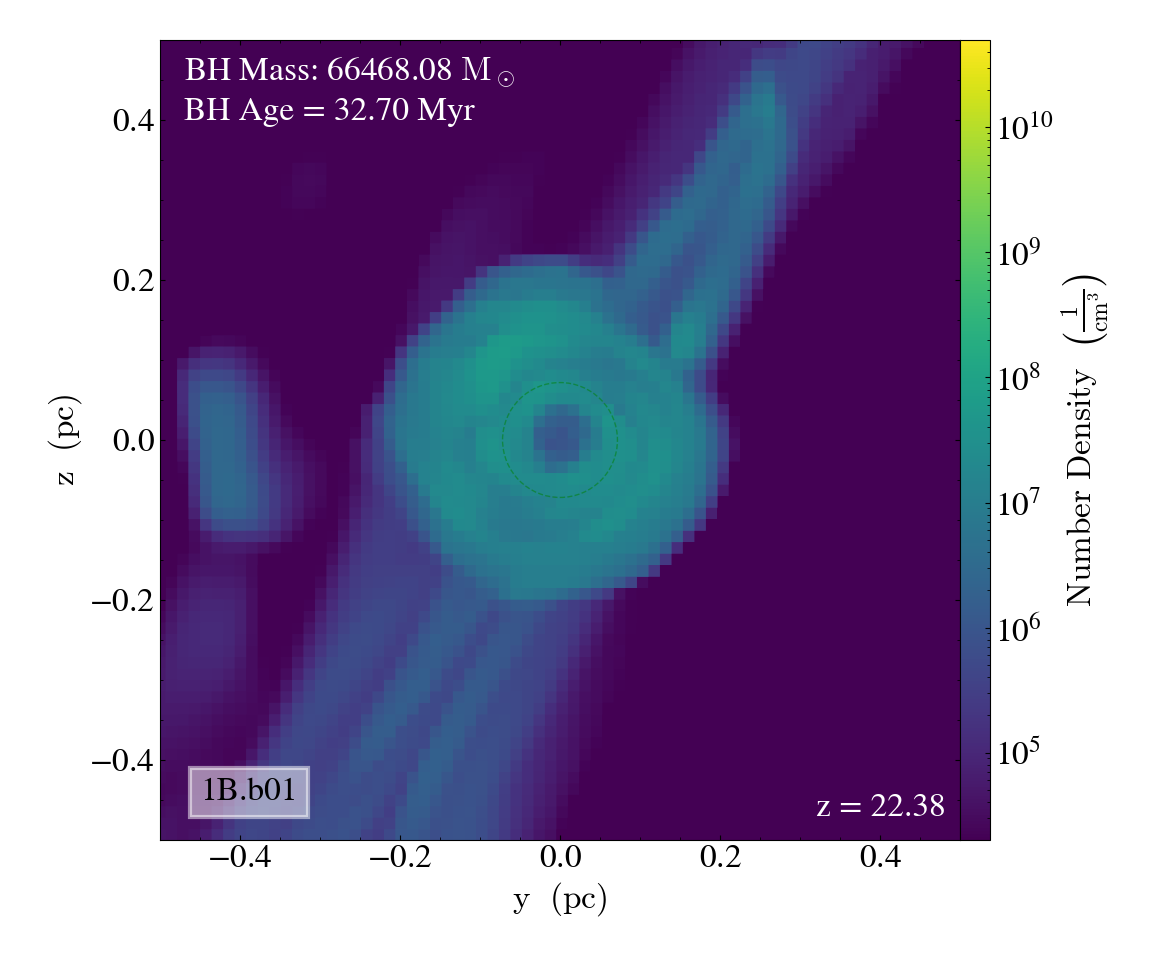 BH Mass: 66468.08 M⊙
BH Age = 32.70 Myr
0.4
0.2
0.0
−0.2
−0.4
z (pc)
1B.b01
z = 22.38
−0.4 −0.2 0.0 0.2 0.4
y (pc)
10¹⁰
10⁹
10⁸
10⁷
10⁶
10⁵
Number Density (1/cm³)